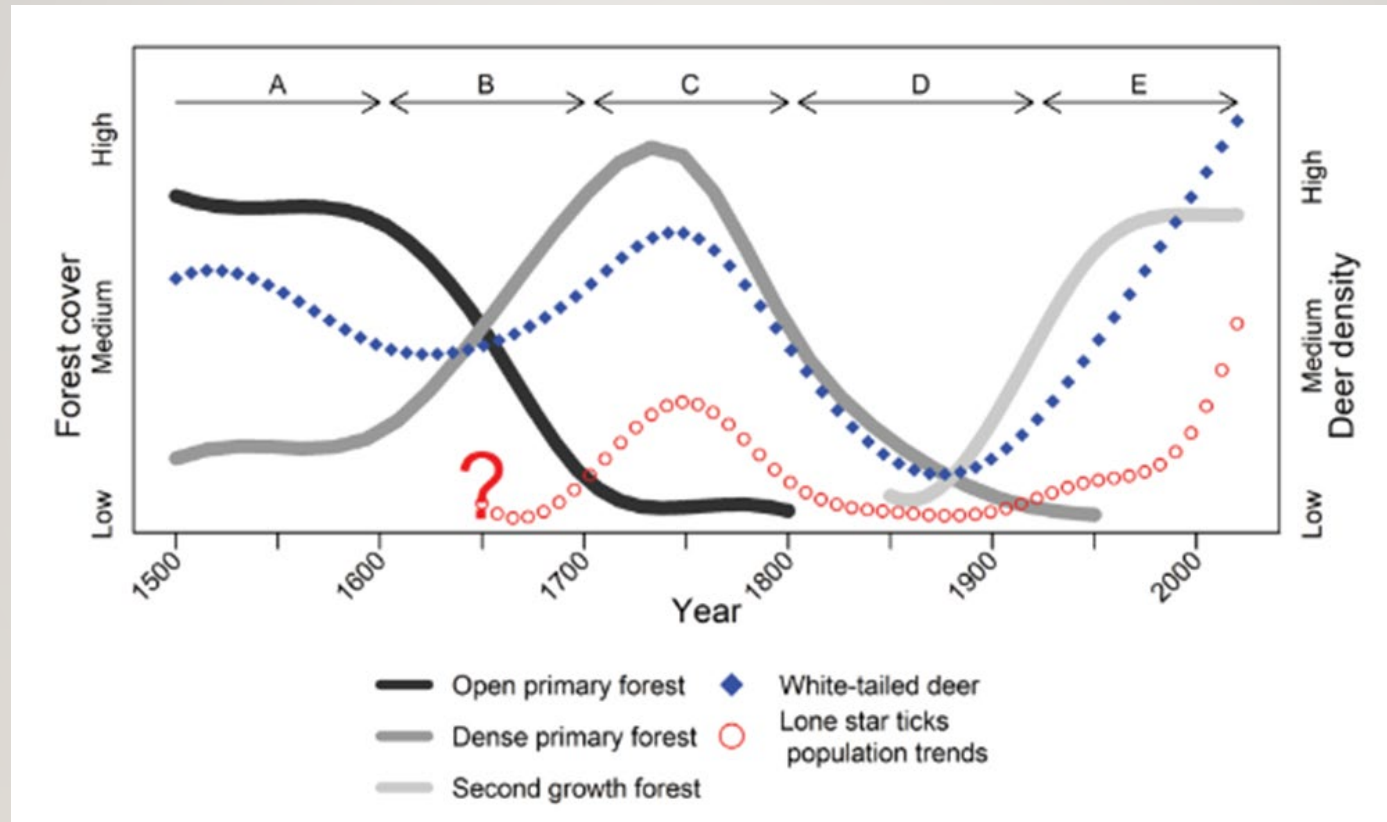 A B C D E
High
Medium
Low
Forest cover
High
Medium
Low
Deer density
?
1500 1600 1700 1800 1900 2000
Year
Open primary forest
Dense primary forest
Second growth forest
White-tailed deer
Lone star ticks
population trends